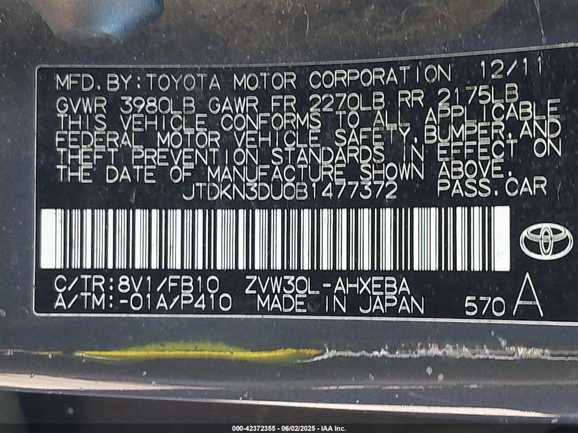 MFD. BY: TOYOTA MOTOR CORPORATION 12/11
GVWR 3980LB GAWR FR 2270LB RR 2175LB
THIS VEHICLE CONFORMS TO ALL APPLICABLE
FEDERAL MOTOR VEHICLE SAFETY, BUMPER, AND
THEFT PREVENTION STANDARDS IN EFFECT ON
THE DATE OF MANUFACTURE SHOWN ABOVE.
JTDKN3DU0B1477372 PASS. CAR
C/TR: 8V1/FB10 ZVW30L-AHXEBA
A/TM: -01A/P410 MADE IN JAPAN 570 A
000-42372355 - 06/02/2025 - IAA Inc.